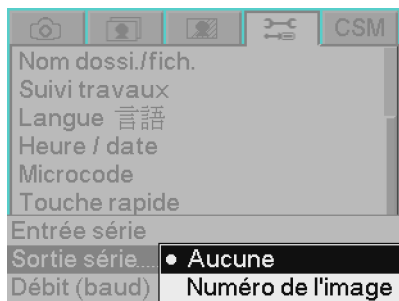 CSM
Nom dossi./fich.
Suivi travaux
Langue 言語
Heure / date
Microcode
Touche rapide
Entrée série
Sortie série.... • Aucune
Débit (baud) Numéro de l'image